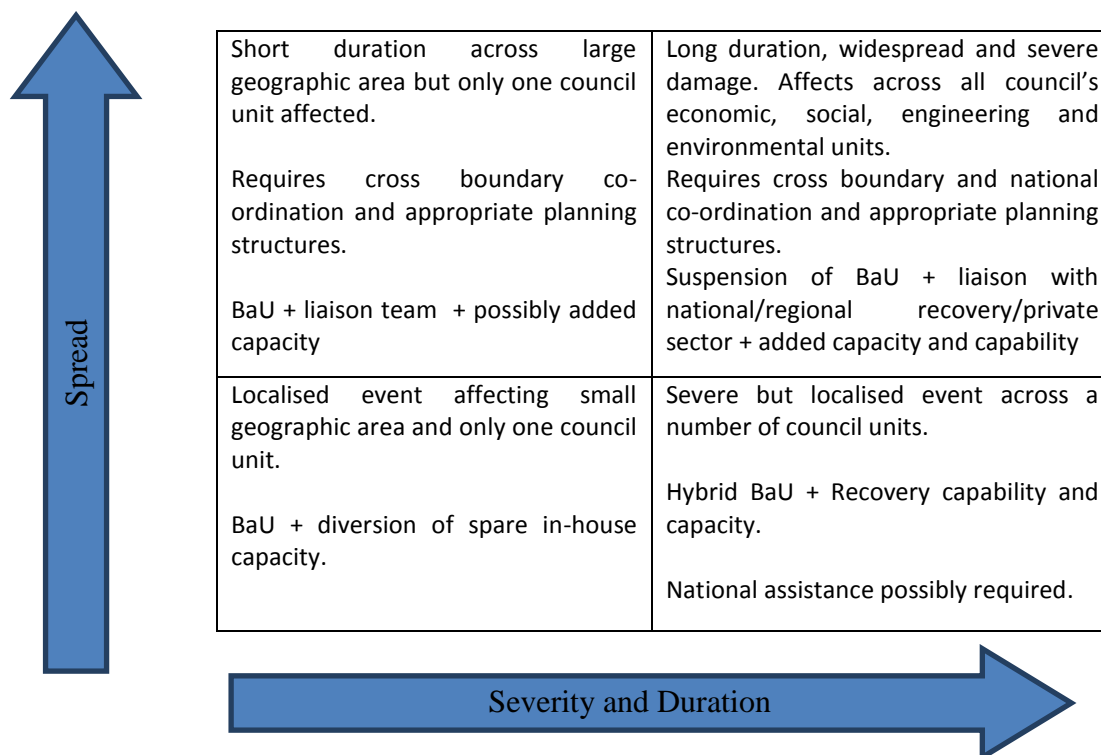 Spread
Short duration across large
geographic area but only one council
unit affected.
Requires cross boundary co-
ordination and appropriate planning
structures.
BaU + liaison team + possibly added
capacity
Long duration, widespread and severe
damage. Affects across all council's
economic, social, engineering and
environmental units.
Requires cross boundary and national
co-ordination and appropriate planning
structures.
Suspension of BaU + liaison with
national/regional recovery/private
sector + added capacity and capability
Localised event affecting small
geographic area and only one council
unit.
BaU + diversion of spare in-house
capacity.
Severe but localised event across a
number of council units.
Hybrid BaU + Recovery capability and
capacity.
National assistance possibly required.
Severity and Duration